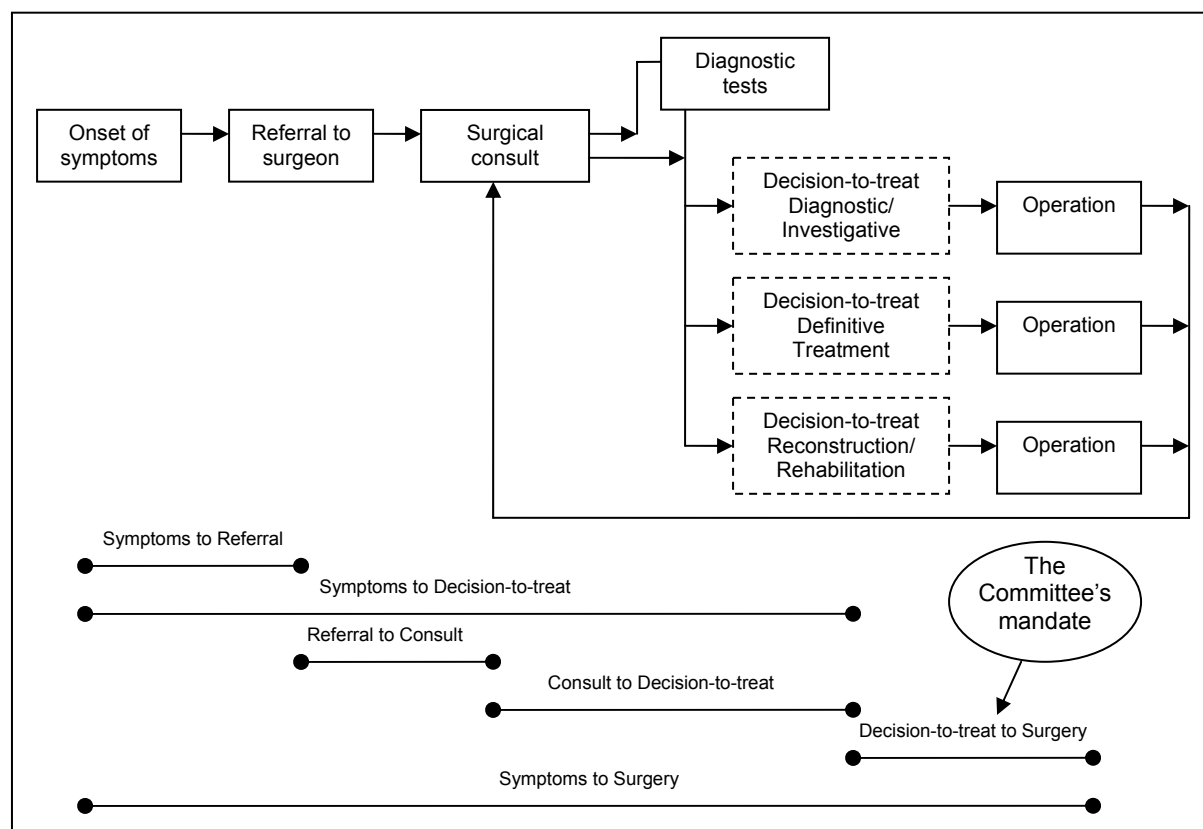 Diagnostic
tests
Onset of
symptoms
Referral to
surgeon
Surgical
consult
Decision-to-treat
Diagnostic/
Investigative
Operation
Decision-to-treat
Definitive
Treatment
Operation
Decision-to-treat
Reconstruction/
Rehabilitation
Operation
Symptoms to Referral
Symptoms to Decision-to-treat
Referral to Consult
Consult to Decision-to-treat
The
Committee's
mandate
Decision-to-treat to Surgery
Symptoms to Surgery